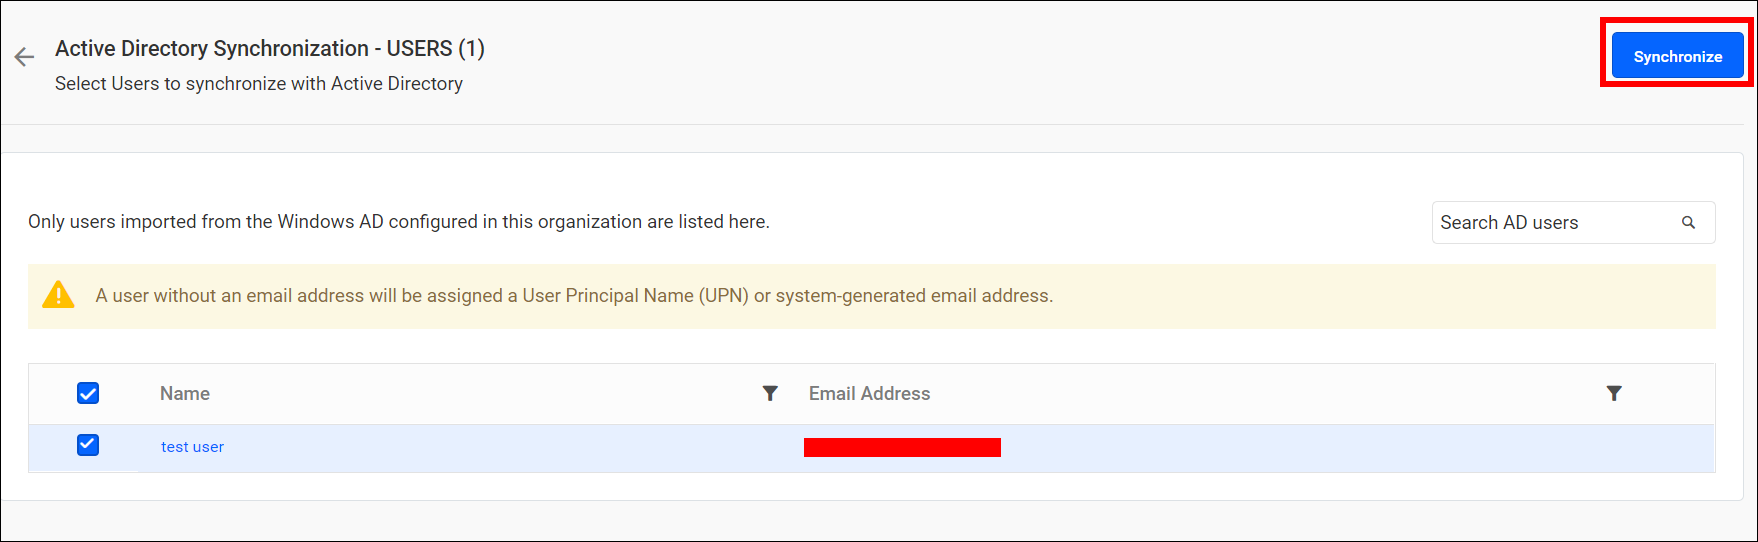 Active Directory Synchronization - USERS (1)
Synchronize
Select Users to synchronize with Active Directory
Only users imported from the Windows AD configured in this organization are listed here.
Search AD users
A user without an email address will be assigned a User Principal Name (UPN) or system-generated email address.
Name
Email Address
test user